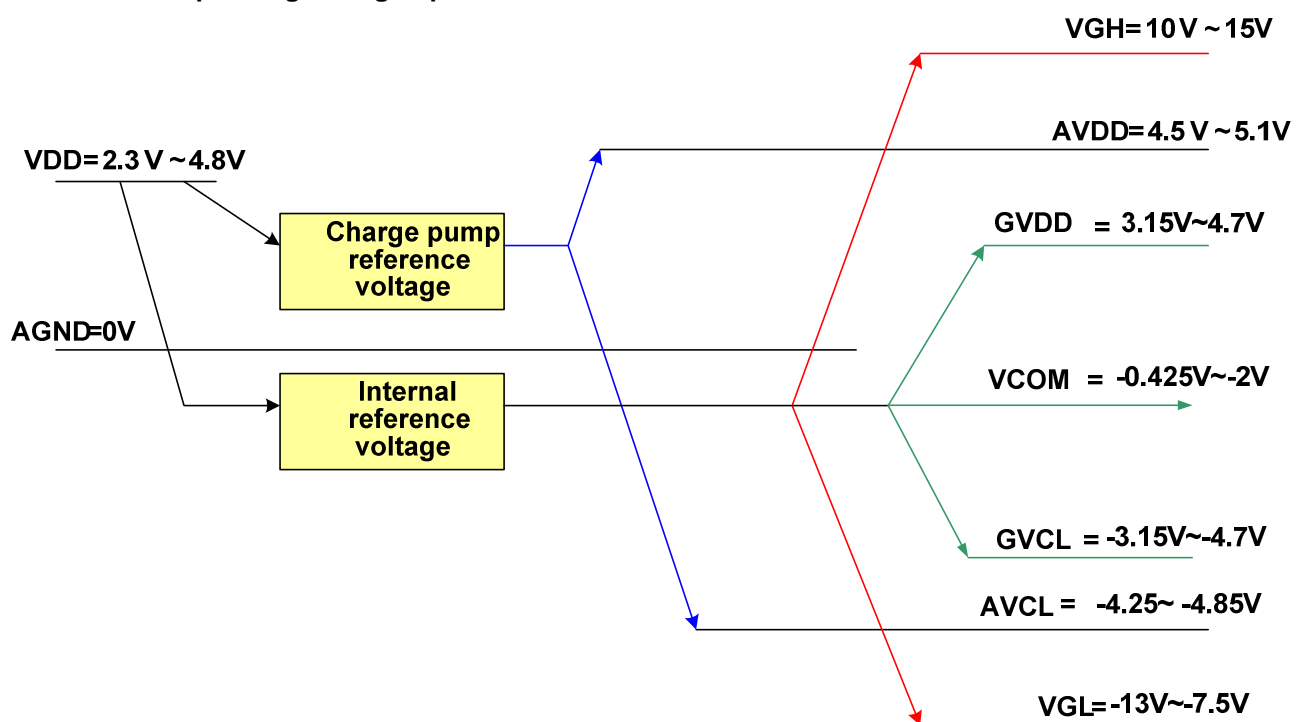 VGH=10V ~ 15V
AVDD=4.5 V ~ 5.1V
VDD=2.3 V ~ 4.8V
Charge pump
reference
voltage
GVDD = 3.15V~4.7V
AGND=0V
Internal
reference
voltage
VCOM = -0.425V~-2V
GVCL = -3.15V~-4.7V
AVCL = -4.25~ -4.85V
VGL=-13V~-7.5V